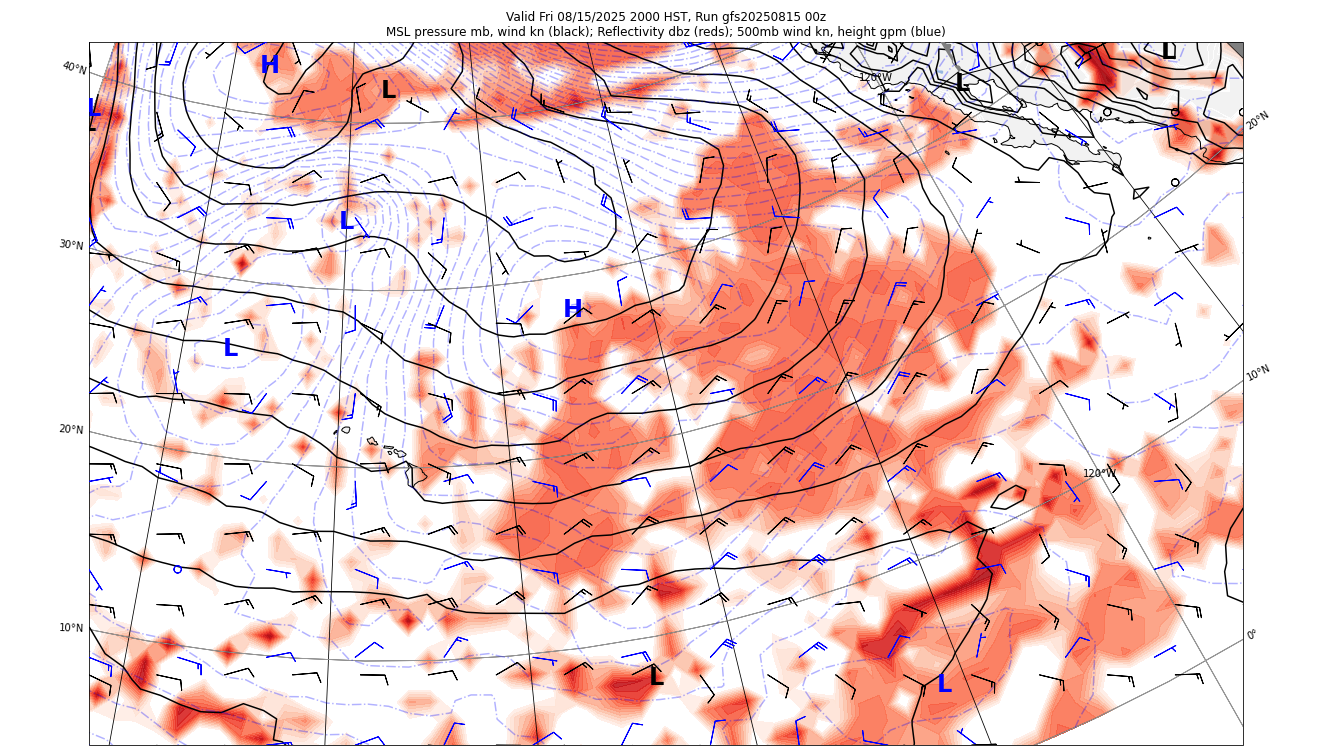 Valid Fri 08/15/2025 2000 HST, Run gfs20250815 00z
MSL pressure mb, wind kn (black); Reflectivity dbz (reds); 500mb wind kn, height gpm (blue)
H
L
L
L
40°N
120°W
20°N
L
L
30°N
H
L
10°N
20°N
120°W
10°N
0°
L
L